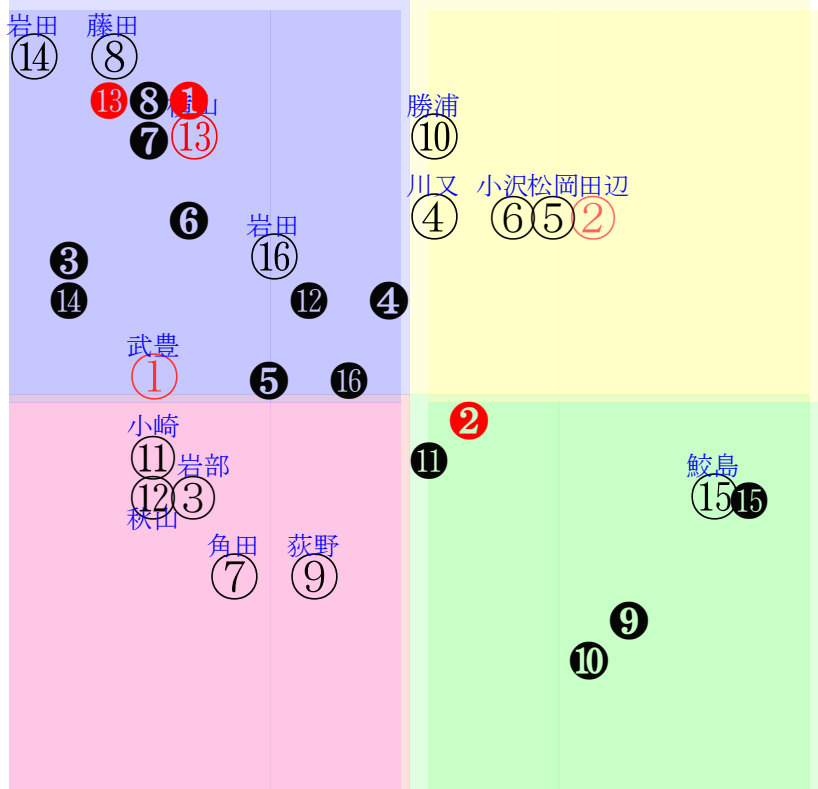 岩田 藤田
⑭ ⑧
⓭ ❽ ❶
山 勝浦
❼ ⑬ ⑩
川又 小沢 松岡 田辺
❻ ④ ⑥ ⑤ ②
岩田
❸ ⑯
⓮ ⓬ ❹
武豊
① ❺ ⓰
小崎 ❷
⑪ 岩部 ⓫ 鮫島
⑫ ③ ⑮ ⓯
秋山
角田 荻野
⑦ ⑨
❾
❿